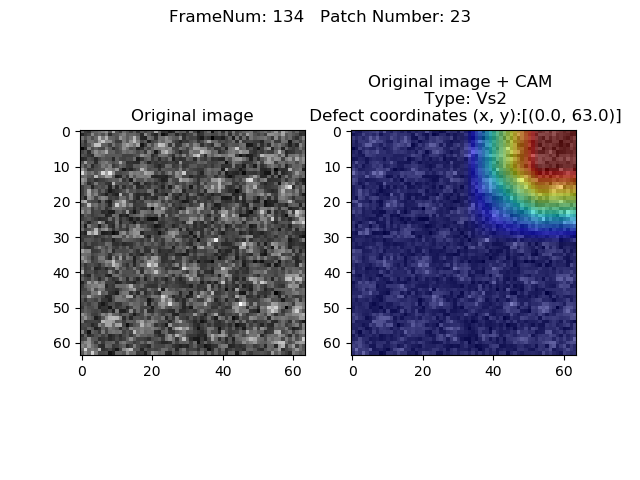 FrameNum: 134   Patch Number: 23
Original image
Original image + CAM
Type: Vs2
Defect coordinates (x, y):[(0.0, 63.0)]
0
10
20
30
40
50
60
0 20 40 60
0
10
20
30
40
50
60
0 20 40 60